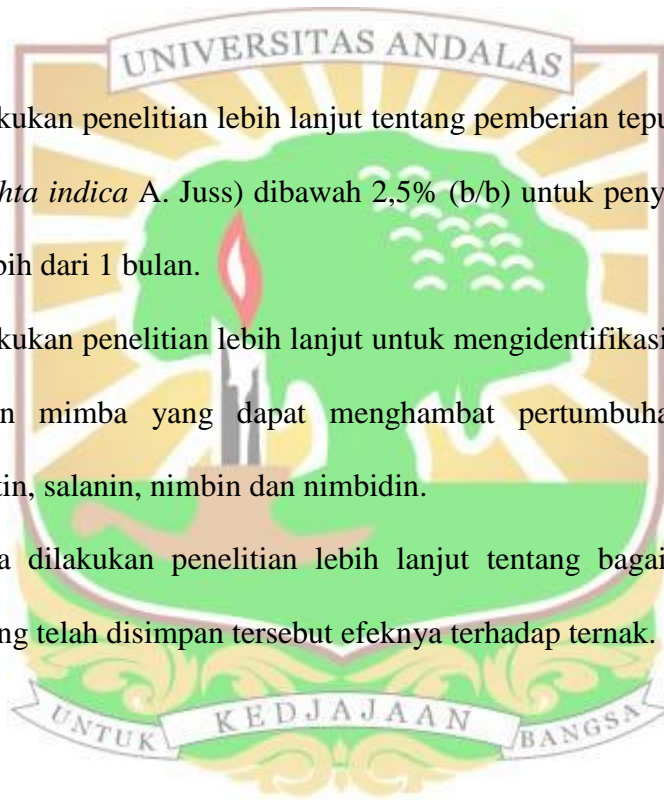 UNIVERSITAS ANDALAS
kukan penelitian lebih lanjut tentang pemberian tepu
hta indica A. Juss) dibawah 2,5% (b/b) untuk peny
bih dari 1 bulan.
kukan penelitian lebih lanjut untuk mengidentifikasi
n mimba yang dapat menghambat pertumbuha
tin, salanin, nimbin dan nimbidin.
a dilakukan penelitian lebih lanjut tentang bagai
ng telah disimpan tersebut efeknya terhadap ternak.
UNTUK KEDJAJAAN BANGSA